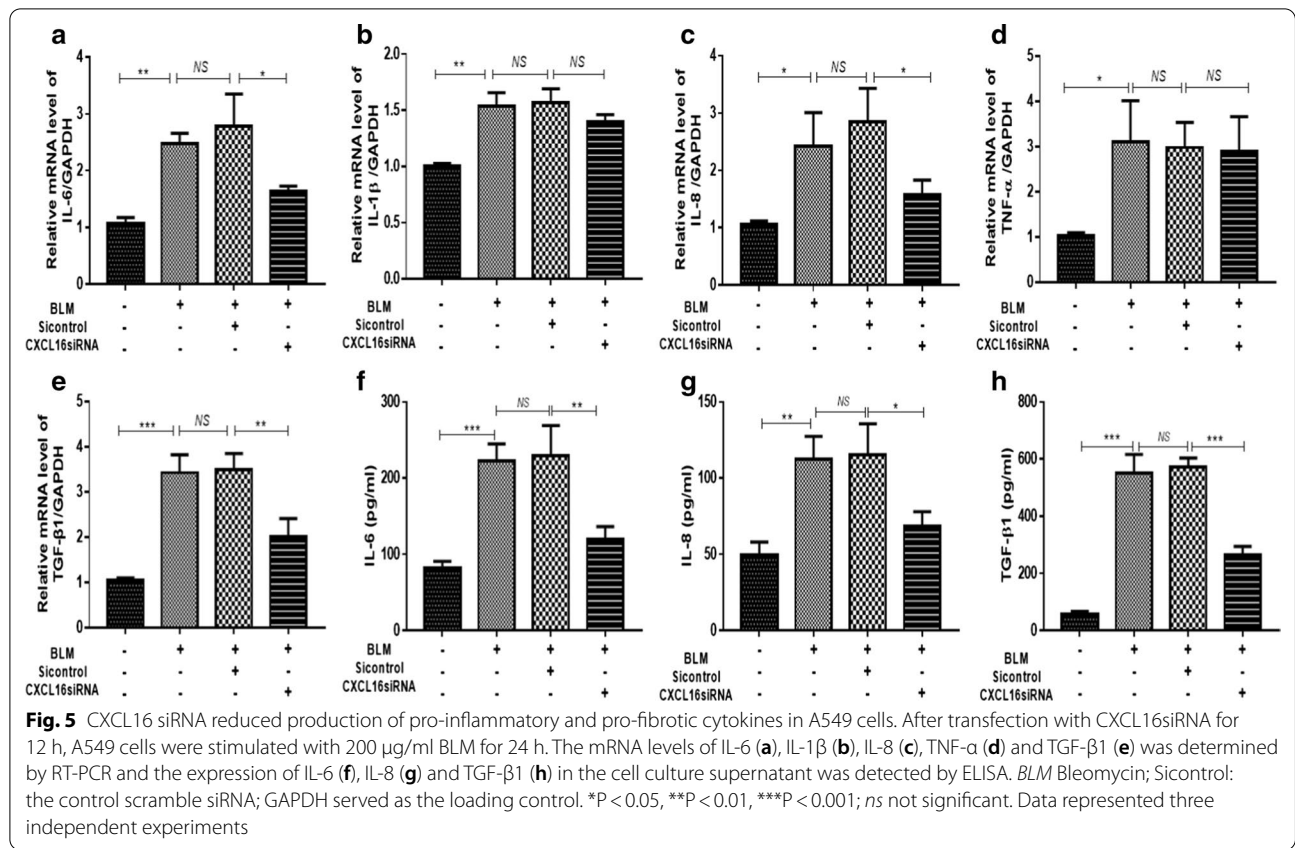 a
b
c
d
Relative mRNA level of
IL-6/GAPDH
4
3
2
1
0
** NS *
Relative mRNA level of
IL-1β /GAPDH
2.0
1.5
1.0
0.5
0.0
** NS NS
Relative mRNA level of
IL-8 /GAPDH
4
3
2
1
0
* NS *
Relative mRNA level of
TNF-α /GAPDH
5
4
3
2
1
0
* NS NS
BLM - + + +
Sicontrol - - + -
CXCL16siRNA - - - +
BLM - + + +
Sicontrol - - + -
CXCL16siRNA - - - +
BLM - + + +
Sicontrol - - + -
CXCL16siRNA - - - +
BLM - + + +
Sicontrol - - + -
CXCL16siRNA - - - +
e
f
g
h
Relative mRNA level of
TGF-β1/GAPDH
5
4
3
2
1
0
*** NS **
IL-6 (pg/ml)
300
200
100
0
*** NS **
IL-8 (pg/ml)
150
100
50
0
** NS *
TGF-β1 (pg/ml)
800
600
400
200
0
*** NS ***
BLM - + + +
Sicontrol - - + -
CXCL16siRNA - - - +
BLM - + + +
Sicontrol - - + -
CXCL16siRNA - - - +
BLM - + + +
Sicontrol - - + -
CXCL16siRNA - - - +
BLM - + + +
Sicontrol - - + -
CXCL16siRNA - - - +
Fig. 5 CXCL16 siRNA reduced production of pro-inflammatory and pro-fibrotic cytokines in A549 cells. After transfection with CXCL16siRNA for
12 h, A549 cells were stimulated with 200 μg/ml BLM for 24 h. The mRNA levels of IL-6 (a), IL-1β (b), IL-8 (c), TNF-α (d) and TGF-β1 (e) was determined
by RT-PCR and the expression of IL-6 (f), IL-8 (g) and TGF-β1 (h) in the cell culture supernatant was detected by ELISA. BLM Bleomycin; Sicontrol:
the control scramble siRNA; GAPDH served as the loading control. *P < 0.05, **P < 0.01, ***P < 0.001; ns not significant. Data represented three
independent experiments